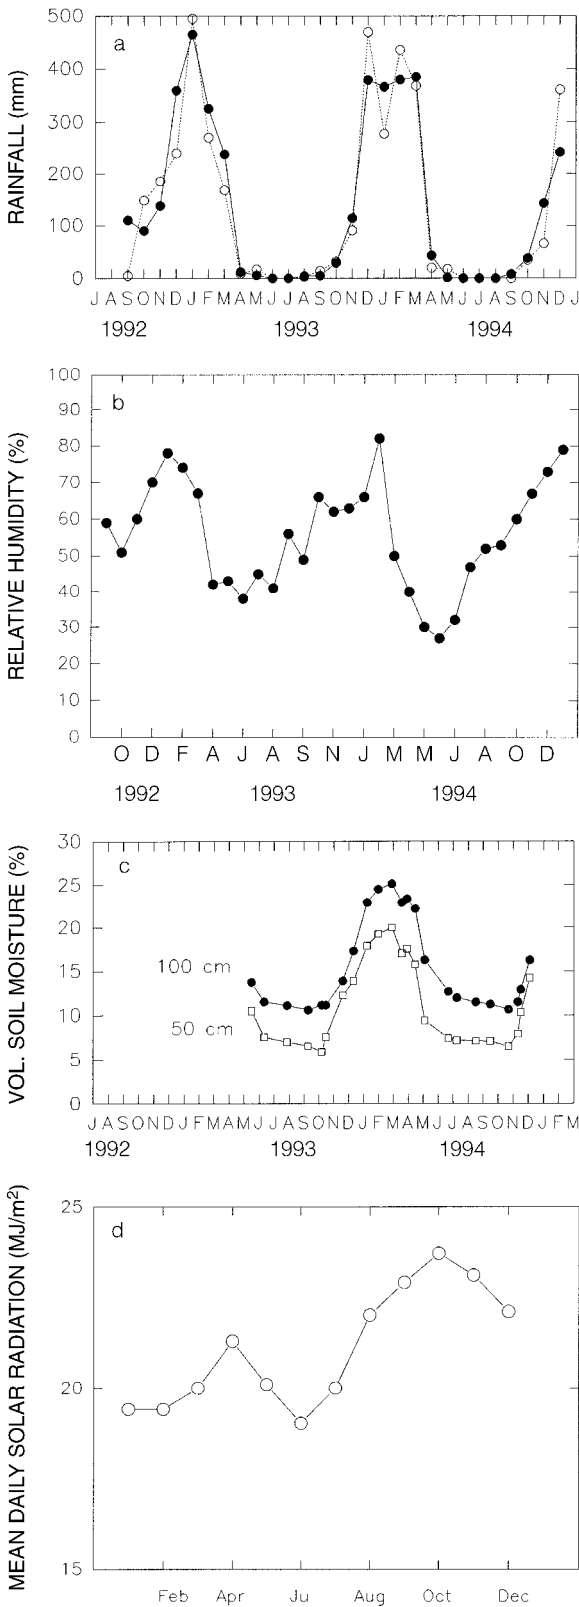 RAINFALL (mm)
500
400
300
200
100
0
a
J A S O N D J F M A M J J A S O N D J F M A M J J A S O N D J
1992 1993 1994
RELATIVE HUMIDITY (%)
100
90
80
70
60
50
40
30
20
10
0
b
O D F A J A S N J M M J A O D
1992 1993 1994
VOL. SOIL MOISTURE (%)
30
25
20
15
10
5
0
c
100 cm
50 cm
J A S O N D J F M A M J J A S O N D J F M A M J J A S O N D J F M
1992 1993 1994
MEAN DAILY SOLAR RADIATION (MJ/m²)
25
20
15
d
Feb Apr Ju Aug Oct Dec